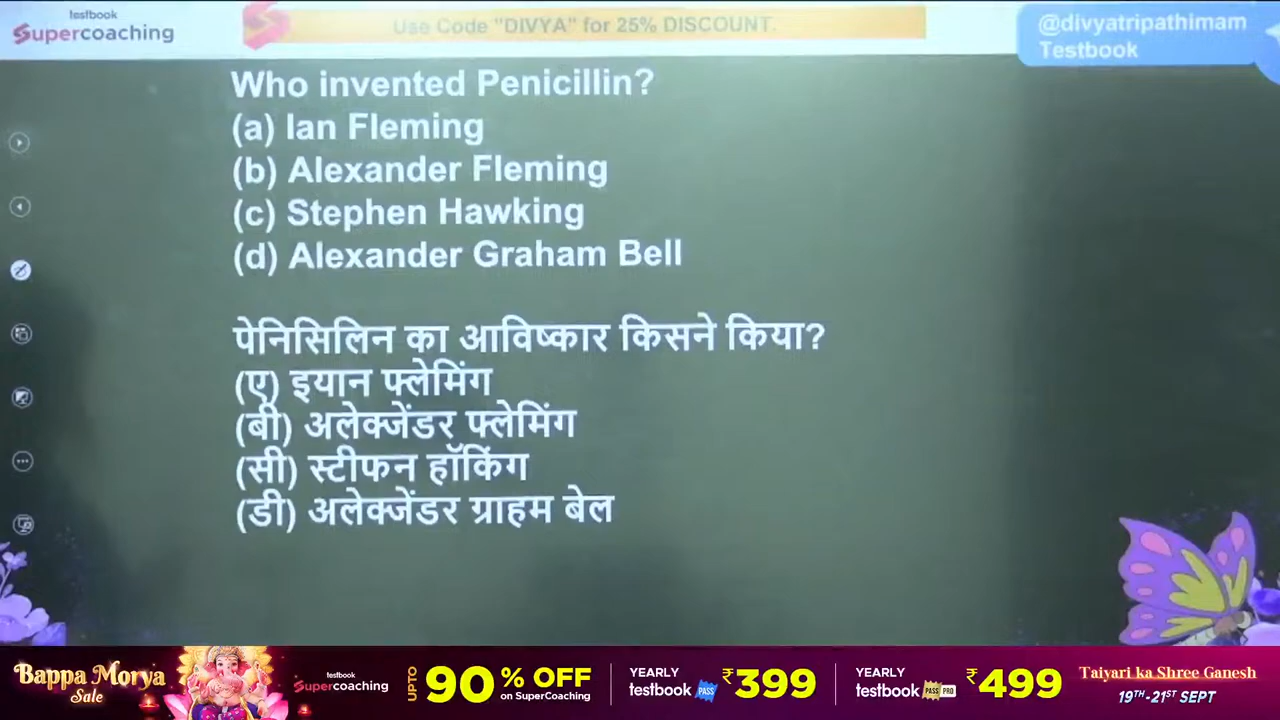 testbook
Supercoaching
Use Code "DIVYA" for 25% DISCOUNT.
@divyatripathimam
Testbook
Who invented Penicillin?
(a) Ian Fleming
(b) Alexander Fleming
(c) Stephen Hawking
(d) Alexander Graham Bell
पेनिसिलिन का आविष्कार किसने किया?
(ए) इयान फ्लेमिंग
(बी) अलेक्जेंडर फ्लेमिंग
(सी) स्टीफन हॉकिंग
(डी) अलेक्जेंडर ग्राहम बेल
Bappa Morya
Sale
testbook
Supercoaching
UPTO 90% OFF
on SuperCoaching
YEARLY
testbook PASS
₹399
YEARLY
testbook PASS PRO
₹499
Taiyari ka Shree Ganesh
19TH-21ST SEPT